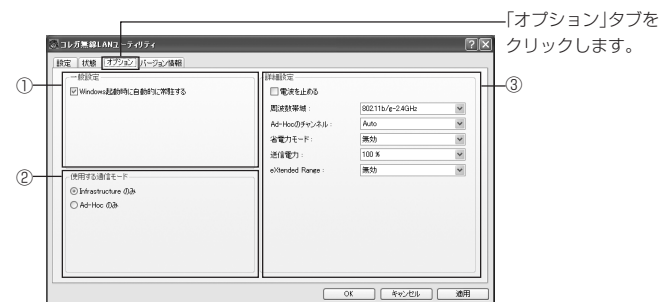 「オプション」タブを
クリックします。
コレガ無線LANユーティリティ
設定 状態 オプション バージョン情報
①
一般設定
Windows起動時に自動的に常駐する
②
使用する通信モード
Infrastructure のみ
Ad-Hoc のみ
③
詳細設定
電波を止める
周波数帯域 : 802.11b/g-2.4GHz
Ad-Hocのチャンネル : Auto
省電力モード : 無効
送信電力 : 100 %
eXtended Range : 無効
OK キャンセル 適用